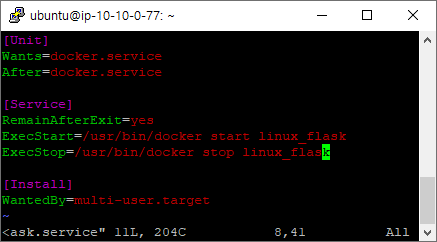 ubuntu@ip-10-10-0-77: ~
[Unit]
Wants=docker.service
After=docker.service
[Service]
RemainAfterExit=yes
ExecStart=/usr/bin/docker start linux_flask
ExecStop=/usr/bin/docker stop linux_flask
[Install]
WantedBy=multi-user.target
~
<ask.service" 11L, 204C 8,41 All